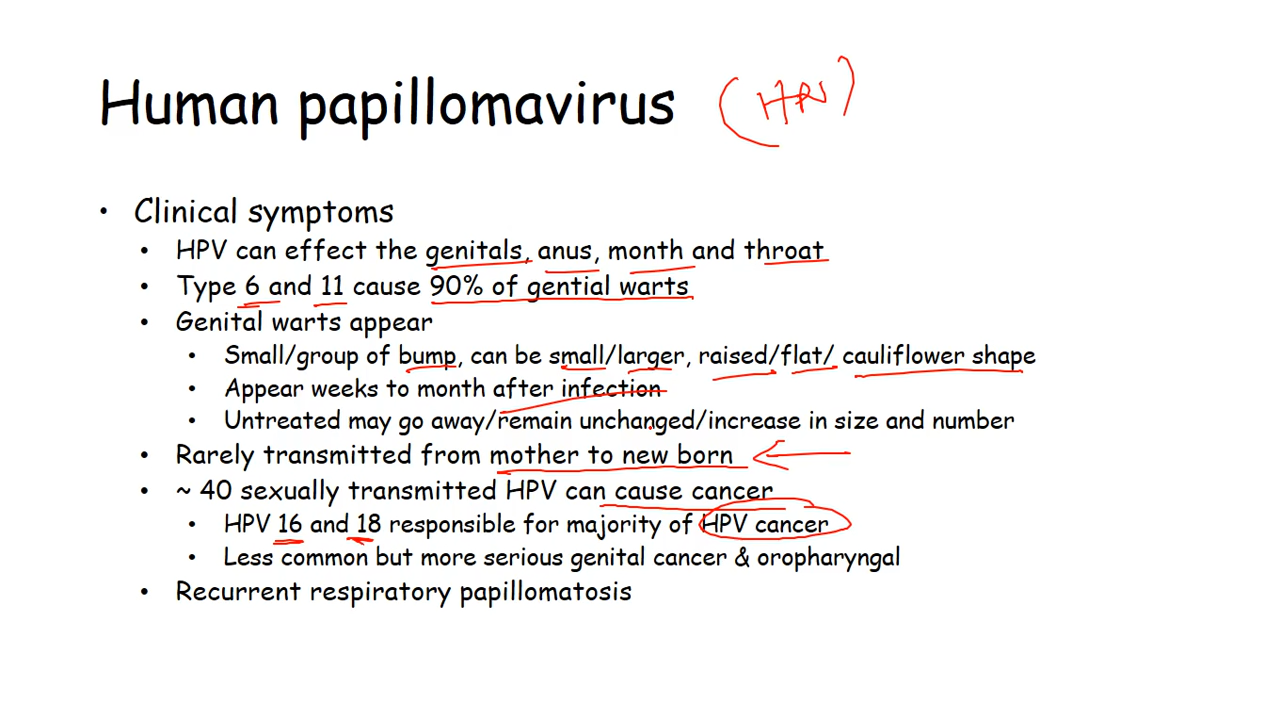 Human papillomavirus (HPV)
• Clinical symptoms
• HPV can effect the genitals, anus, month and throat
• Type 6 and 11 cause 90% of gential warts
• Genital warts appear
• Small/group of bump, can be small/larger, raised/flat/ cauliflower shape
• Appear weeks to month after infection
• Untreated may go away/remain unchanged/increase in size and number
• Rarely transmitted from mother to new born
• ~ 40 sexually transmitted HPV can cause cancer
• HPV 16 and 18 responsible for majority of HPV cancer
• Less common but more serious genital cancer & oropharyngal
• Recurrent respiratory papillomatosis